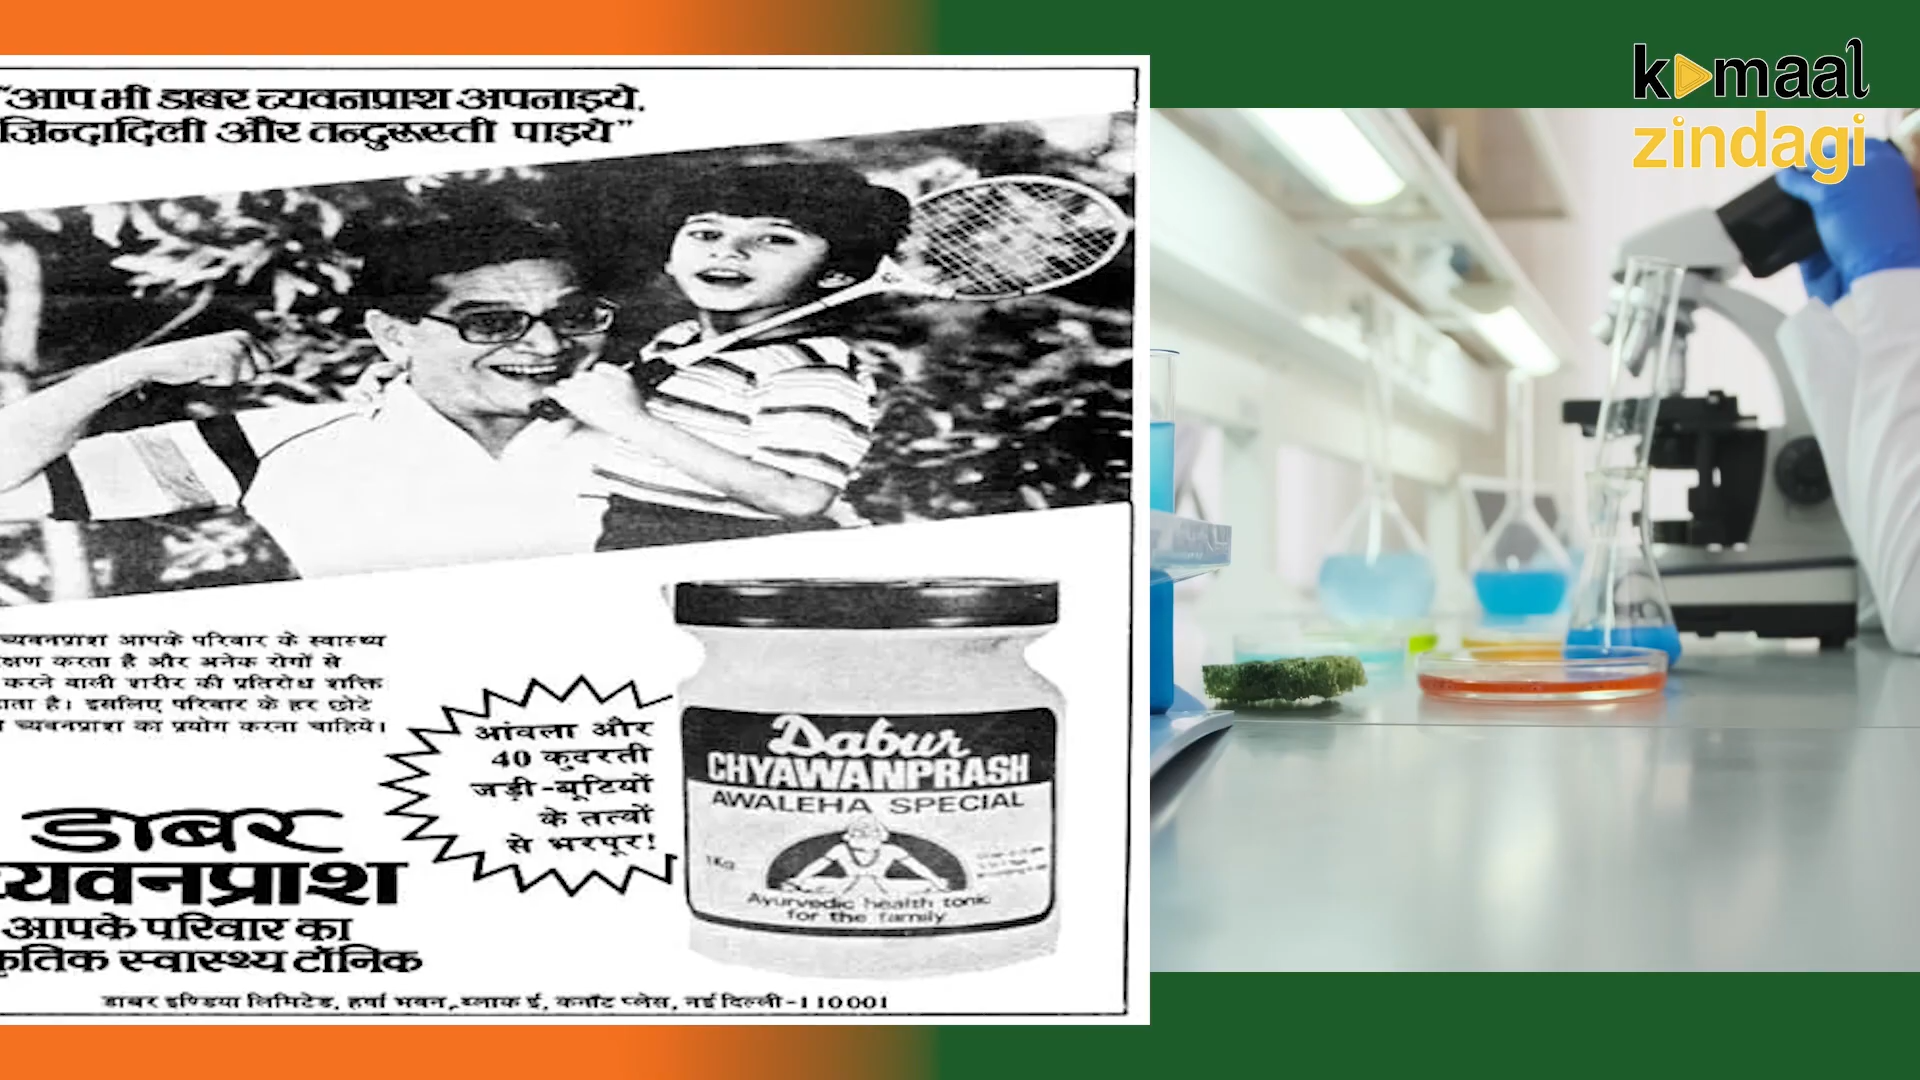 "आप भी डाबर च्यवनप्राश अपनाइये,
ज़िन्दादिली और तन्दुरूस्ती पाइये"
komaal
zindagi
च्यवनप्राश आपके परिवार के स्वास्थ्य
करता है और अनेक रोगों से
करने वाली शरीर की प्रतिरोध शक्ति
है। इसलिए परिवार के हर छोटे
च्यवनप्राश का प्रयोग करना चाहिये।
आंवला और
40 कुदरती
जड़ी-बूटियों
के तत्वों
से भरपूर!
Dabur
CHYAWANPRASH
AWALEHA SPECIAL
1Kg
Ayurvedic health tonic
for the family
डाबर
च्यवनप्राश
आपके परिवार का
स्वास्थ्य टॉनिक
डाबर इण्डिया लिमिटेड, हर्षा भवन, ब्लाक ई, कनॉट प्लेस, नई दिल्ली-110001